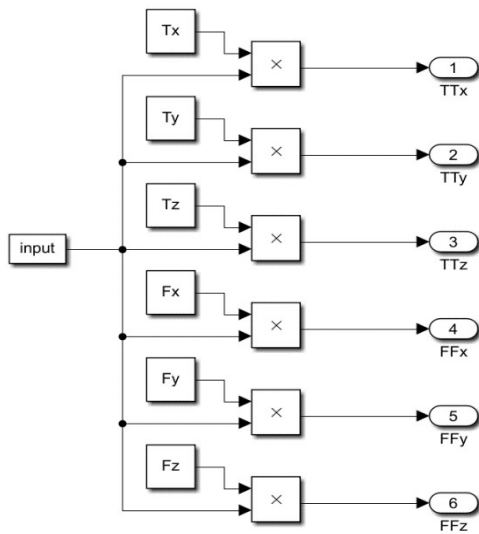 Tx
×
1
TTx
Ty
×
2
TTy
Tz
×
3
TTz
input
Fx
×
4
FFx
Fy
×
5
FFy
Fz
×
6
FFz